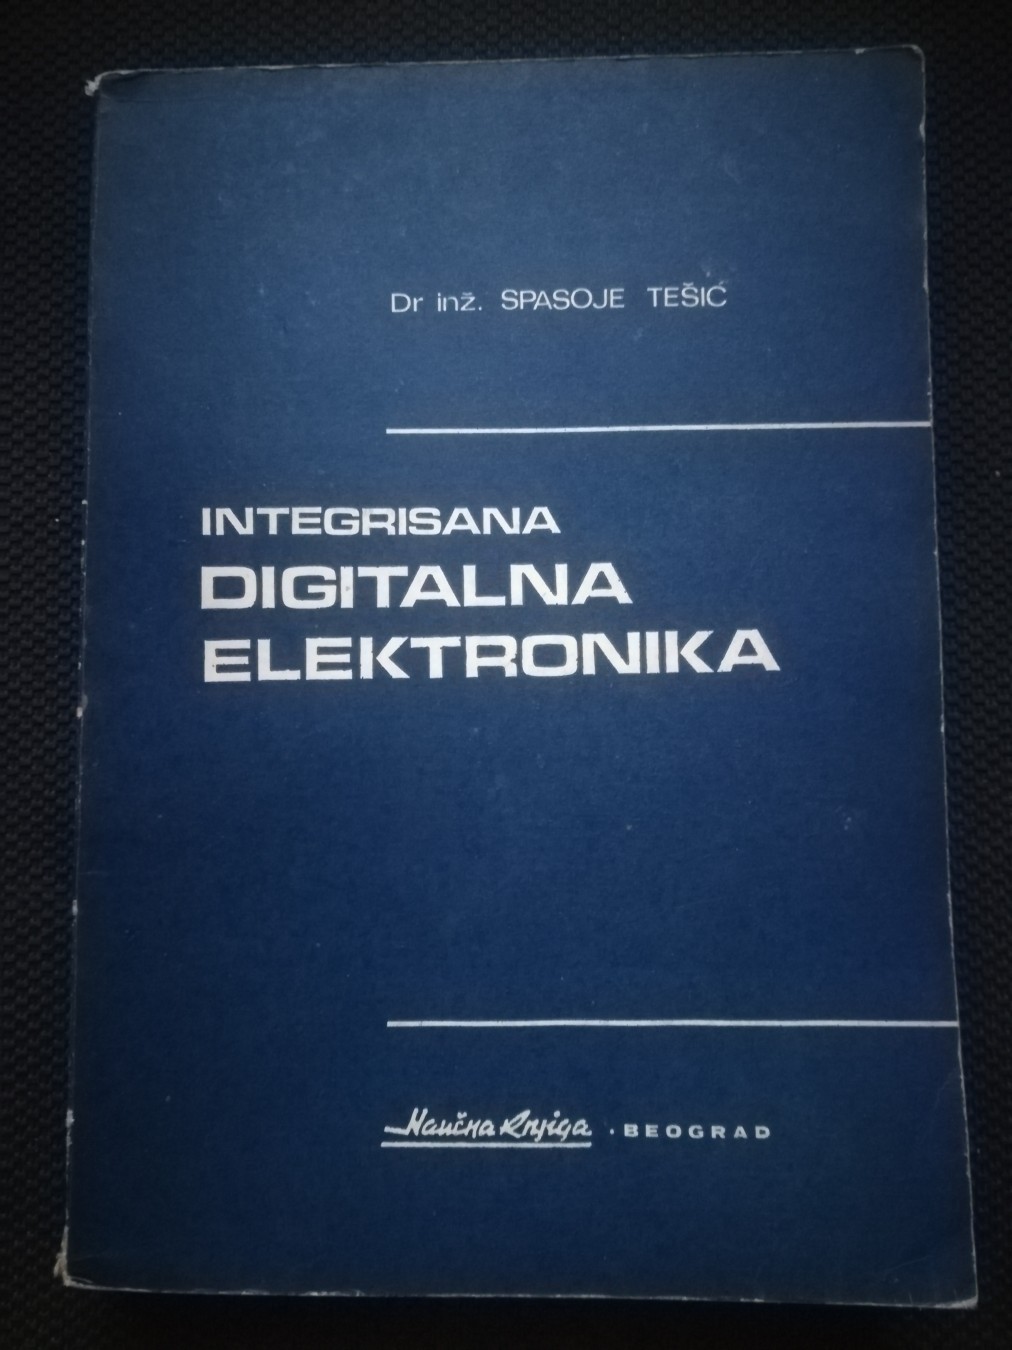 Dr inž. SPASOJE TEŠIĆ
INTEGRISANA
DIGITALNA
ELEKTRONIKA
Naučna Knjiga · BEOGRAD